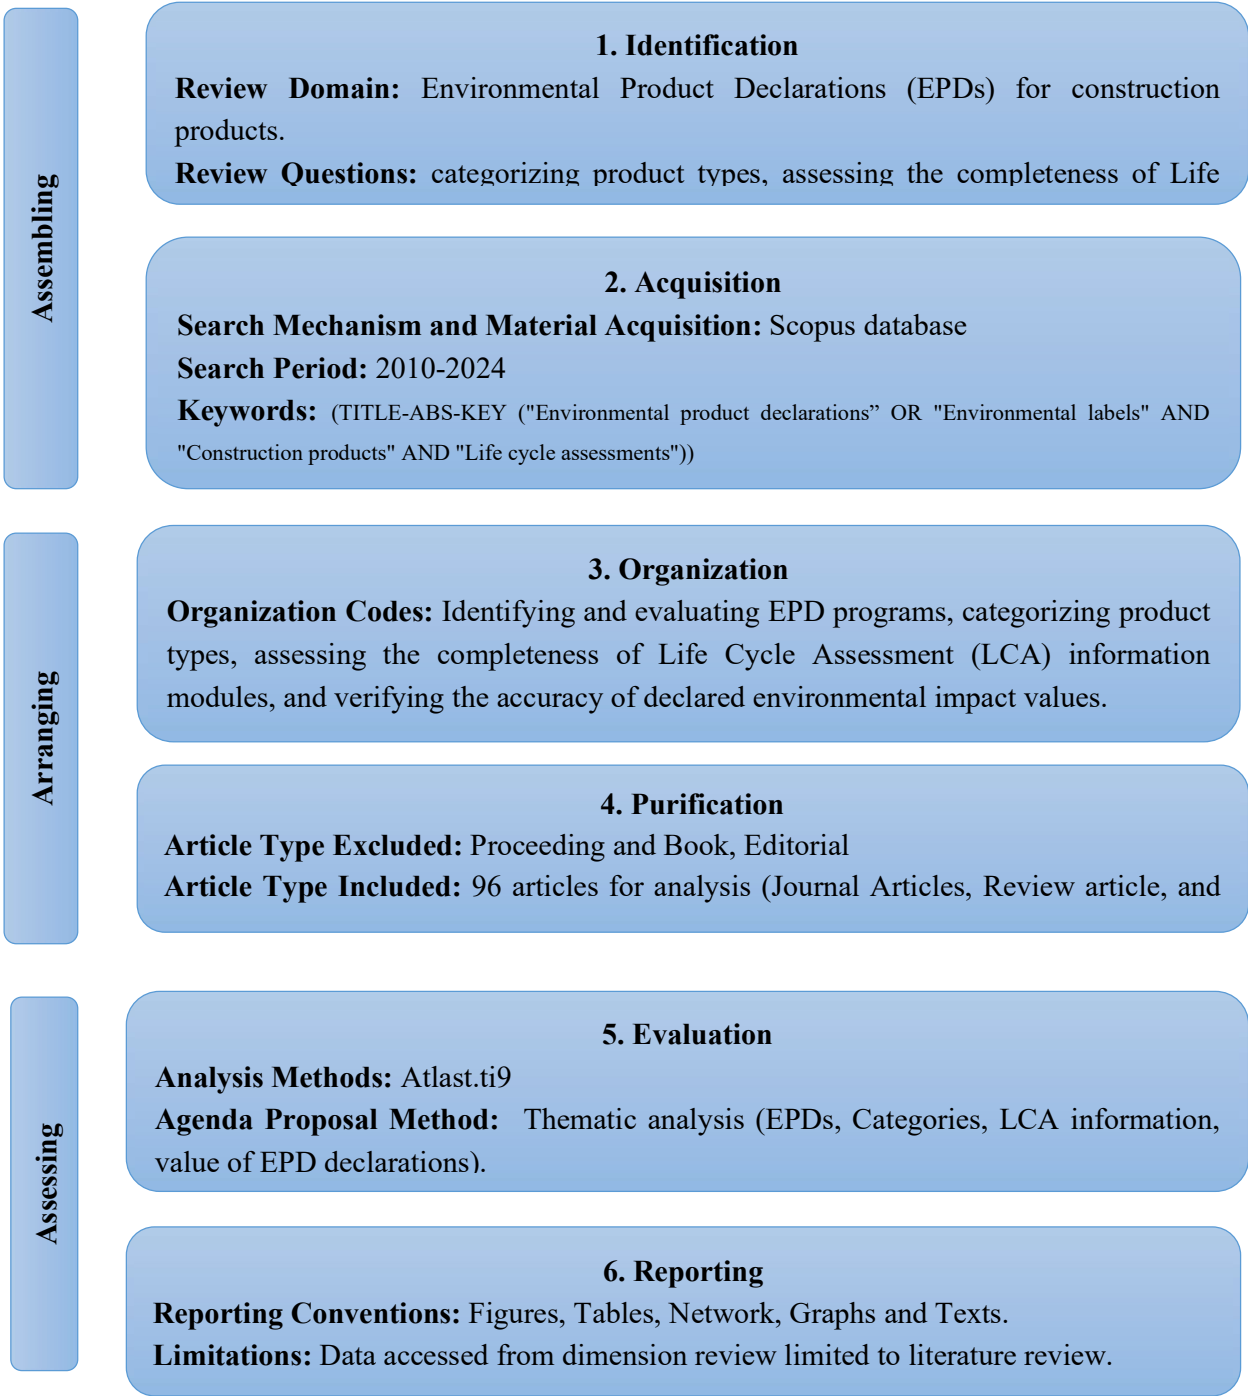 Assembling
1. Identification
Review Domain: Environmental Product Declarations (EPDs) for construction
products.
Review Questions: categorizing product types, assessing the completeness of Life
2. Acquisition
Search Mechanism and Material Acquisition: Scopus database
Search Period: 2010-2024
Keywords: (TITLE-ABS-KEY ("Environmental product declarations” OR "Environmental labels" AND
"Construction products" AND "Life cycle assessments"))
Arranging
3. Organization
Organization Codes: Identifying and evaluating EPD programs, categorizing product
types, assessing the completeness of Life Cycle Assessment (LCA) information
modules, and verifying the accuracy of declared environmental impact values.
4. Purification
Article Type Excluded: Proceeding and Book, Editorial
Article Type Included: 96 articles for analysis (Journal Articles, Review article, and
Assessing
5. Evaluation
Analysis Methods: Atlast.ti9
Agenda Proposal Method: Thematic analysis (EPDs, Categories, LCA information,
value of EPD declarations).
6. Reporting
Reporting Conventions: Figures, Tables, Network, Graphs and Texts.
Limitations: Data accessed from dimension review limited to literature review.